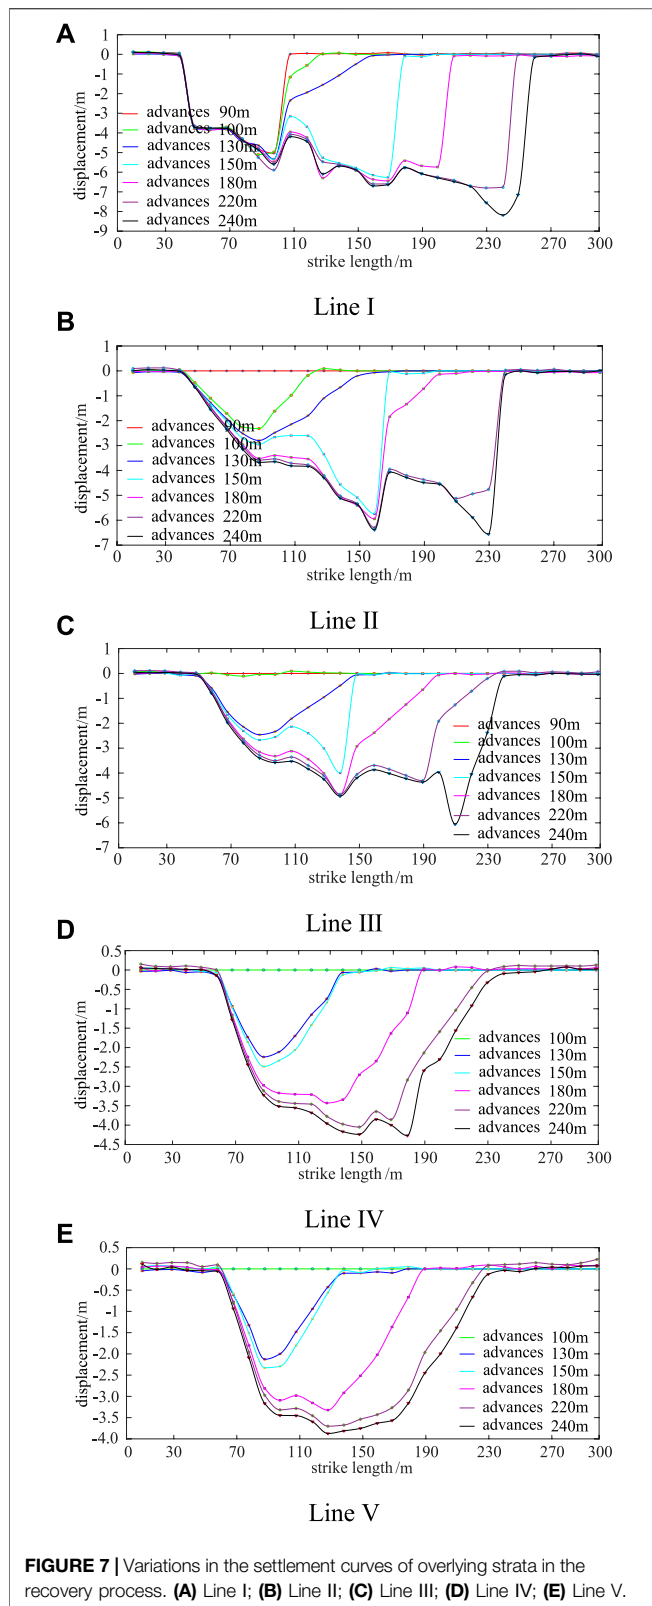 A
1
0
-1
-2
-3
-4
-5
-6
-7
-8
-9
displacement/m
advances 90m
advances 100m
advances 130m
advances 150m
advances 180m
advances 220m
advances 240m
0 30 70 110 150 190 230 270 300
strike length/m
Line I
B
1
0
-1
-2
-3
-4
-5
-6
-7
displacement/m
advances 90m
advances 100m
advances 130m
advances 150m
advances 180m
advances 220m
advances 240m
0 30 70 110 150 190 230 270 300
strike length/m
Line II
C
1
0
-1
-2
-3
-4
-5
-6
-7
displacement/m
advances 90m
advances 100m
advances 130m
advances 150m
advances 180m
advances 220m
advances 240m
0 30 70 110 150 190 230 270 300
strike length/m
Line III
D
0.5
0
-1
-1.5
-2.0
-2.5
-3.0
-3.5
-4.0
-4.5
displacement/m
advances 100m
advances 130m
advances 150m
advances 180m
advances 220m
advances 240m
0 30 70 110 150 190 230 270 300
strike length/m
Line IV
E
0.5
0
-1
-1.5
-2.0
-2.5
-3.0
-3.5
-4.0
displacement/m
advances 100m
advances 130m
advances 150m
advances 180m
advances 220m
advances 240m
0 30 70 110 150 190 230 270 300
strike length/m
Line V
FIGURE 7 | Variations in the settlement curves of overlying strata in the
recovery process. (A) Line I; (B) Line II; (C) Line III; (D) Line IV; (E) Line V.